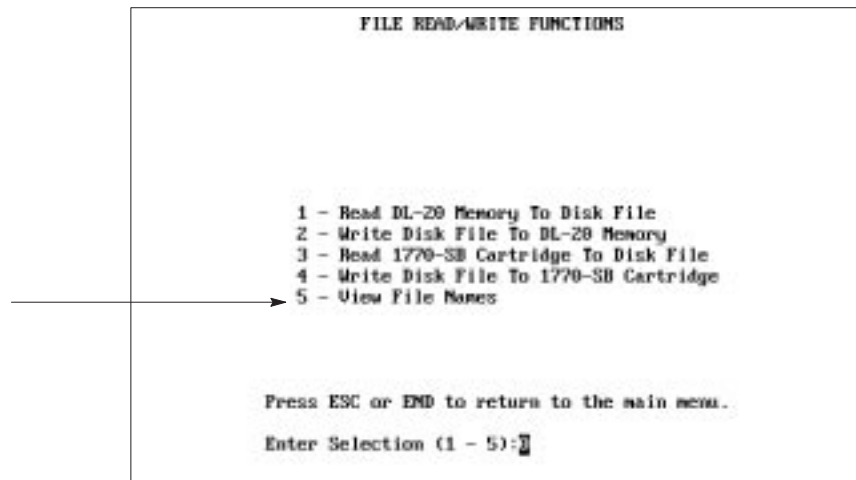 FILE READ/WRITE FUNCTIONS
1 - Read DL-20 Memory To Disk File
2 - Write Disk File To DL-20 Memory
3 - Read 1770-SB Cartridge To Disk File
4 - Write Disk File To 1770-SB Cartridge
5 - View File Names
Press ESC or END to return to the main menu.
Enter Selection (1 - 5):